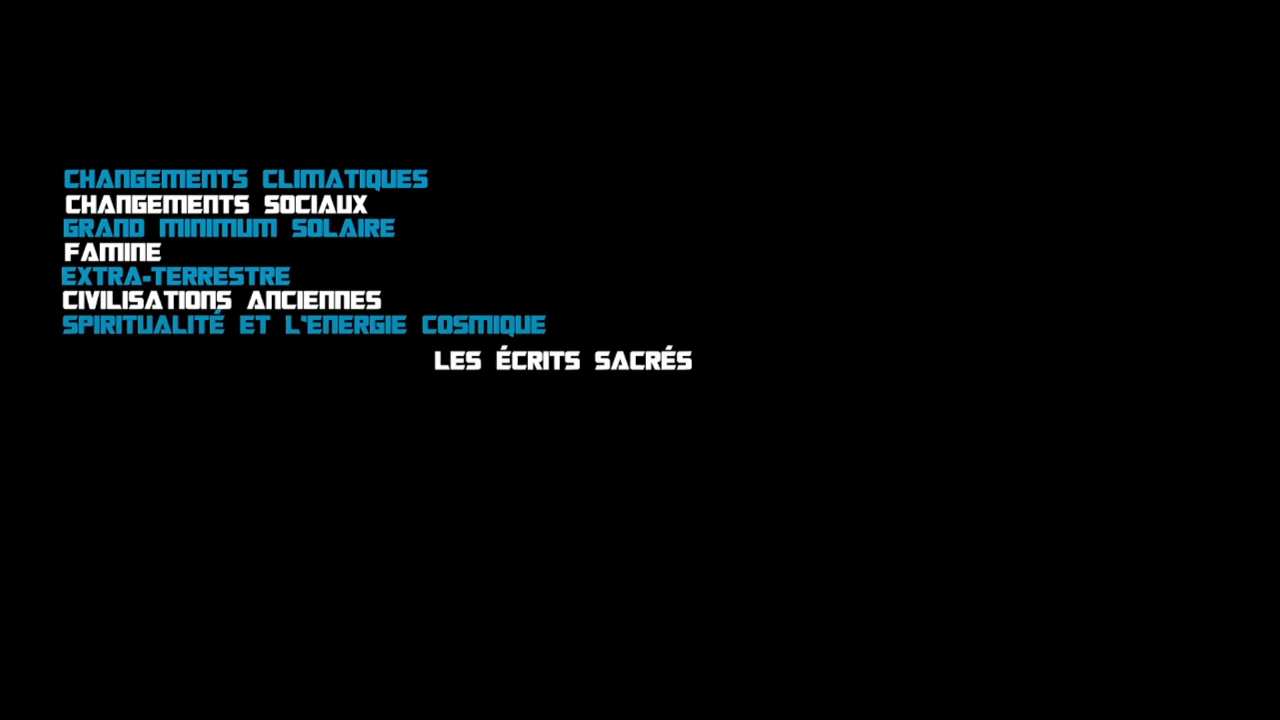 CHANGEMENTS CLIMATIQUES
CHANGEMENTS SOCIAUX
GRAND MINIMUM SOLAIRE
FAMINE
EXTRA-TERRESTRE
CIVILISATIONS ANCIENNES
SPIRITUALITÉ ET L'ENERGIE COSMIQUE
LES ÉCRITS SACRÉS